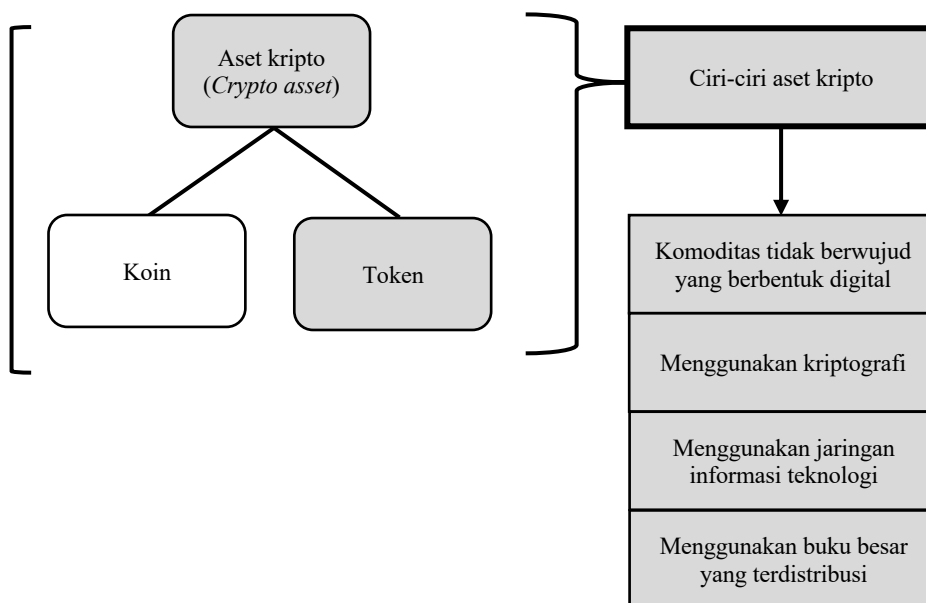 Aset kripto
(Crypto asset)
Koin
Token
Ciri-ciri aset kripto
Komoditas tidak berwujud
yang berbentuk digital
Menggunakan kriptografi
Menggunakan jaringan
informasi teknologi
Menggunakan buku besar
yang terdistribusi